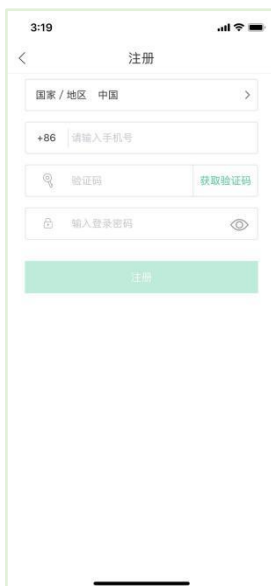 3:19
注册
国家 / 地区 中国
+86 请输入手机号
验证码 获取验证码
输入登录密码
注册